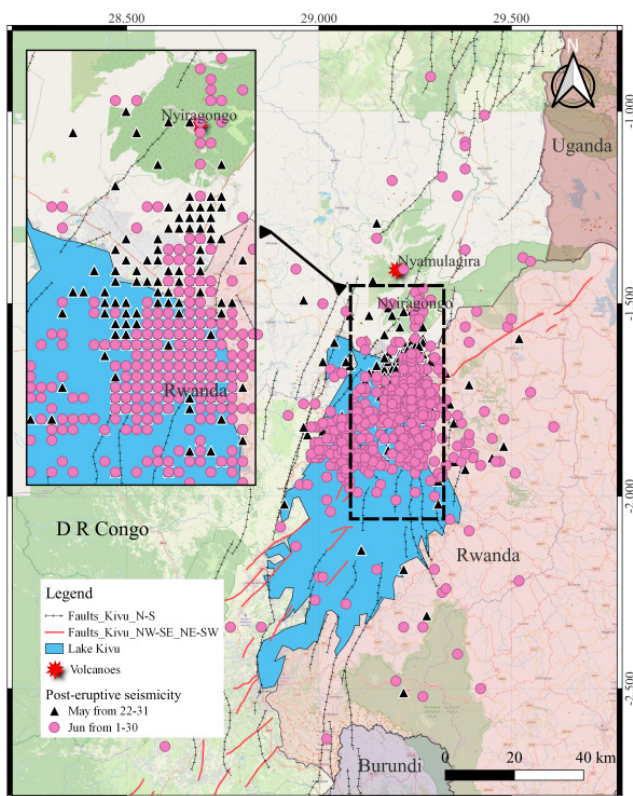 28.500 29.000 29.500
N
-1.000
Nyiragongo
Uganda
Nyamulagira
Nyiragongo
-1.500
Rwanda
-2.000
D R Congo
Rwanda
Legend
Faults_Kivu_N-S
Faults_Kivu_NW-SE_NE-SW
Lake Kivu
Volcanoes
-2.500
Post-eruptive seismicity
May from 22-31
Jun from 1-30
Burundi
0 20 40 km